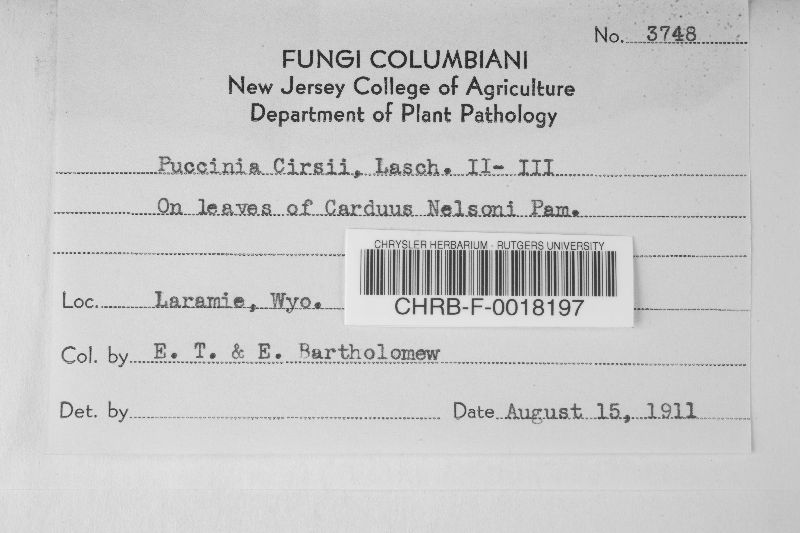 No. 3748
FUNGI COLUMBIANI
New Jersey College of Agriculture
Department of Plant Pathology
Puccinia Cirsii, Lasch. II- III
On leaves of Carduus Nelsoni Pam.
CHRYSLER HERBARIUM - RUTGERS UNIVERSITY
CHRB-F-0018197
Loc. Laramie, Wyo.
Col. by E. T. & E. Bartholomew
Det. by Date August 15, 1911